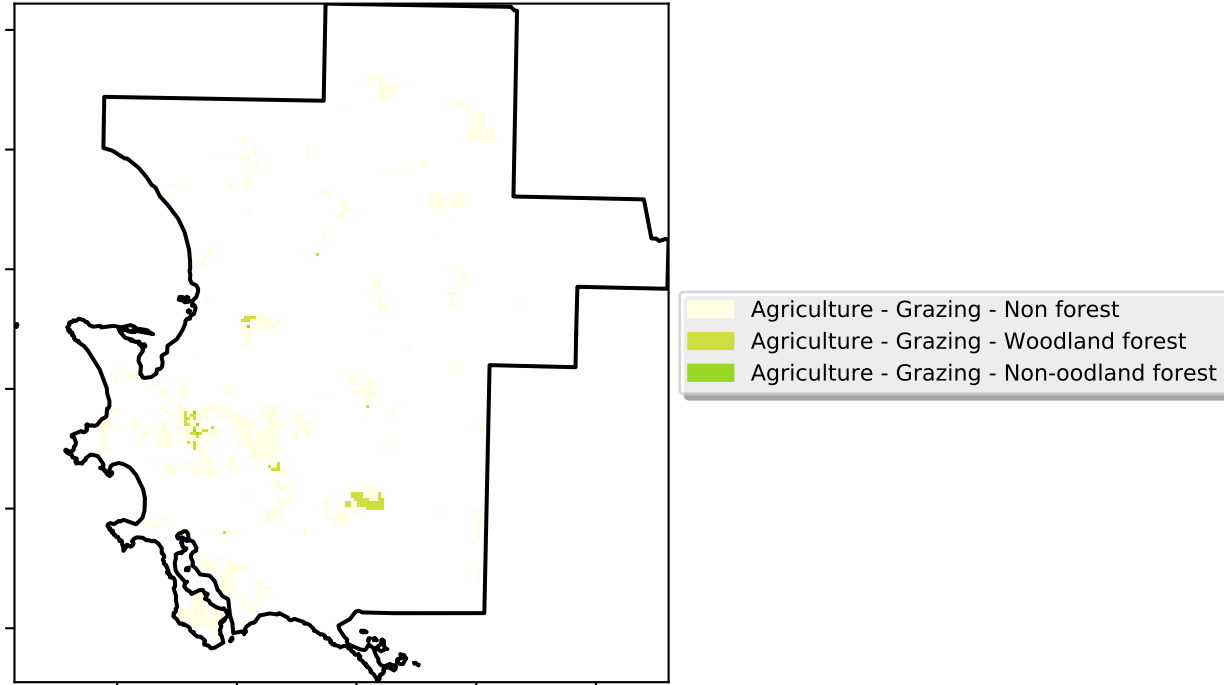 Agriculture - Grazing - Non forest
Agriculture - Grazing - Woodland forest
Agriculture - Grazing - Non-oodland forest